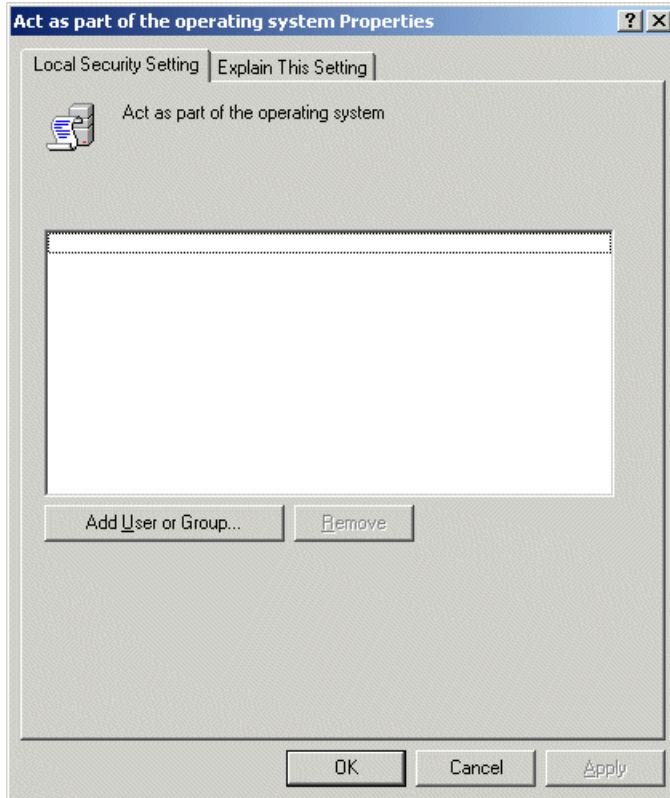 Act as part of the operating system Properties
Local Security Setting Explain This Setting
Act as part of the operating system
Add User or Group... Remove
OK Cancel Apply